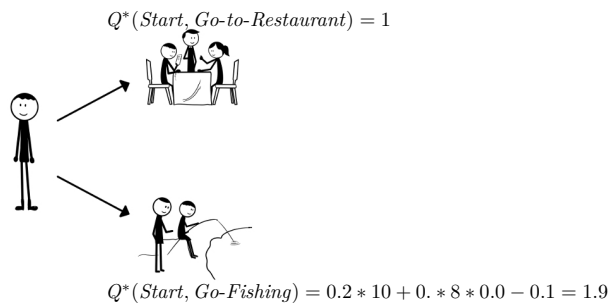 Q*(Start, Go-to-Restaurant) = 1
Q*(Start, Go-Fishing) = 0.2 * 10 + 0. * 8 * 0.0 − 0.1 = 1.9